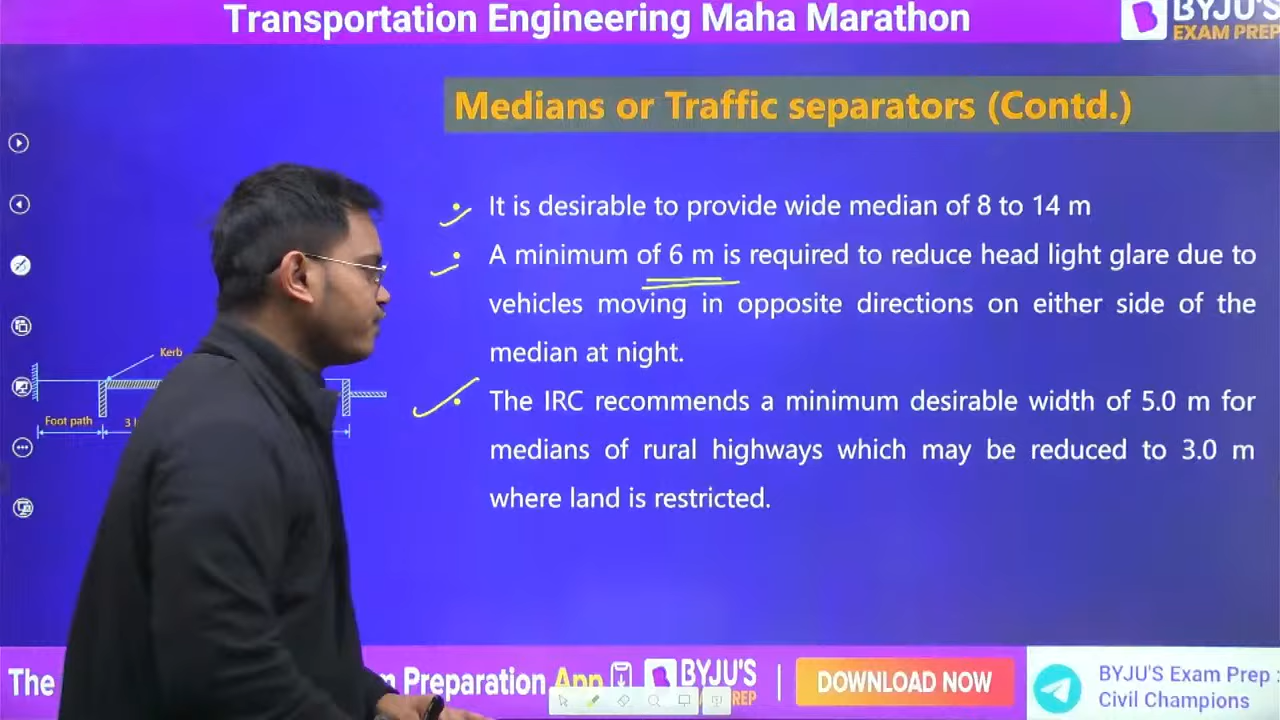 Transportation Engineering Maha Marathon
BYJU'S
EXAM PREP
Medians or Traffic separators (Contd.)
It is desirable to provide wide median of 8 to 14 m
A minimum of 6 m is required to reduce head light glare due to
vehicles moving in opposite directions on either side of the
median at night.
The IRC recommends a minimum desirable width of 5.0 m for
medians of rural highways which may be reduced to 3.0 m
where land is restricted.
Kerb
Foot path
3
The
Preparation App
BYJU'S
DOWNLOAD NOW
BYJU'S Exam Prep :
Civil Champions